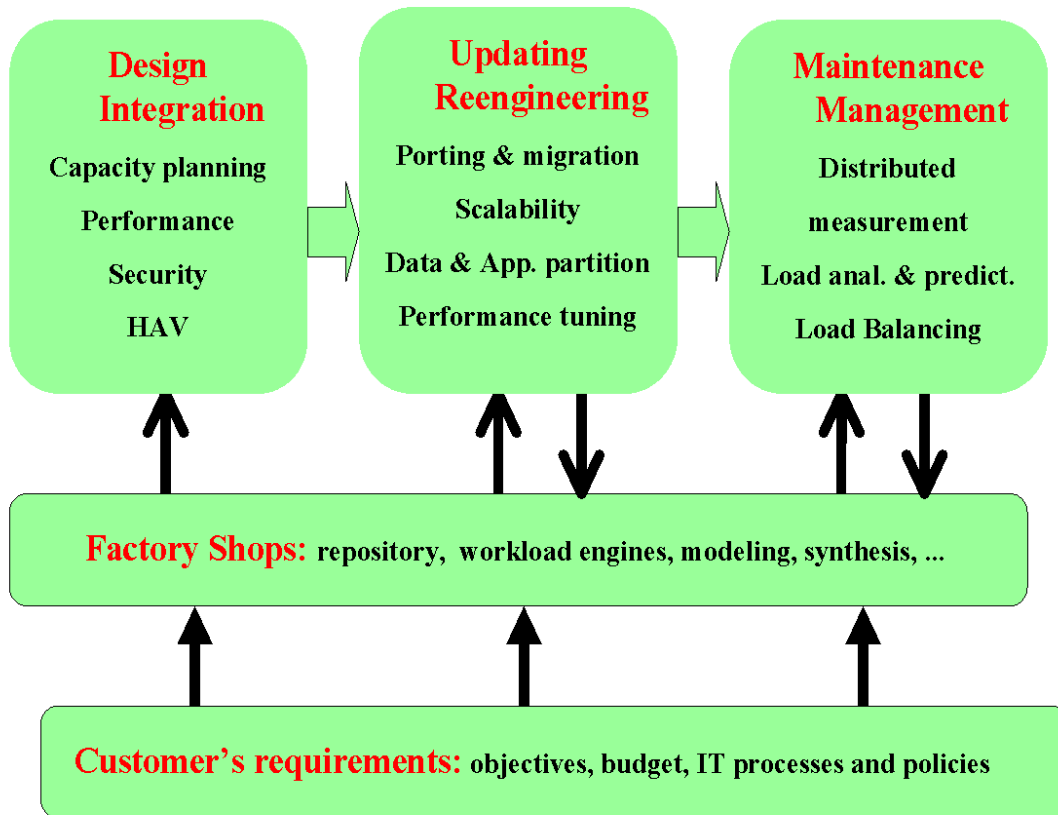 Design
Integration
Capacity planning
Performance
Security
HAV
Updating
Reengineering
Porting & migration
Scalability
Data & App. partition
Performance tuning
Maintenance
Management
Distributed
measurement
Load anal. & predict.
Load Balancing
Factory Shops: repository, workload engines, modeling, synthesis, ...
Customer’s requirements: objectives, budget, IT processes and policies